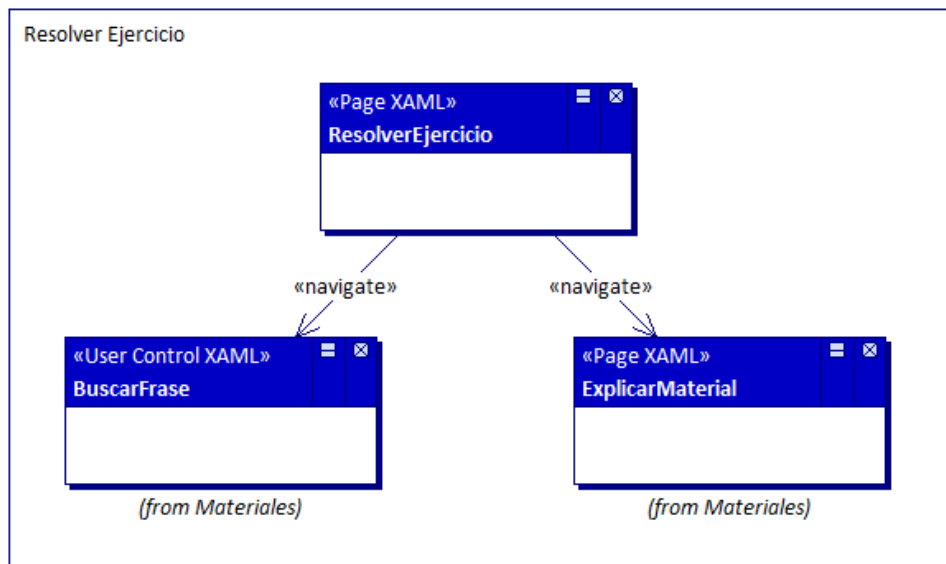 Resolver Ejercicio
«Page XAML»
ResolverEjercicio
«navigate»
«navigate»
«User Control XAML»
BuscarFrase
(from Materiales)
«Page XAML»
ExplicarMaterial
(from Materiales)